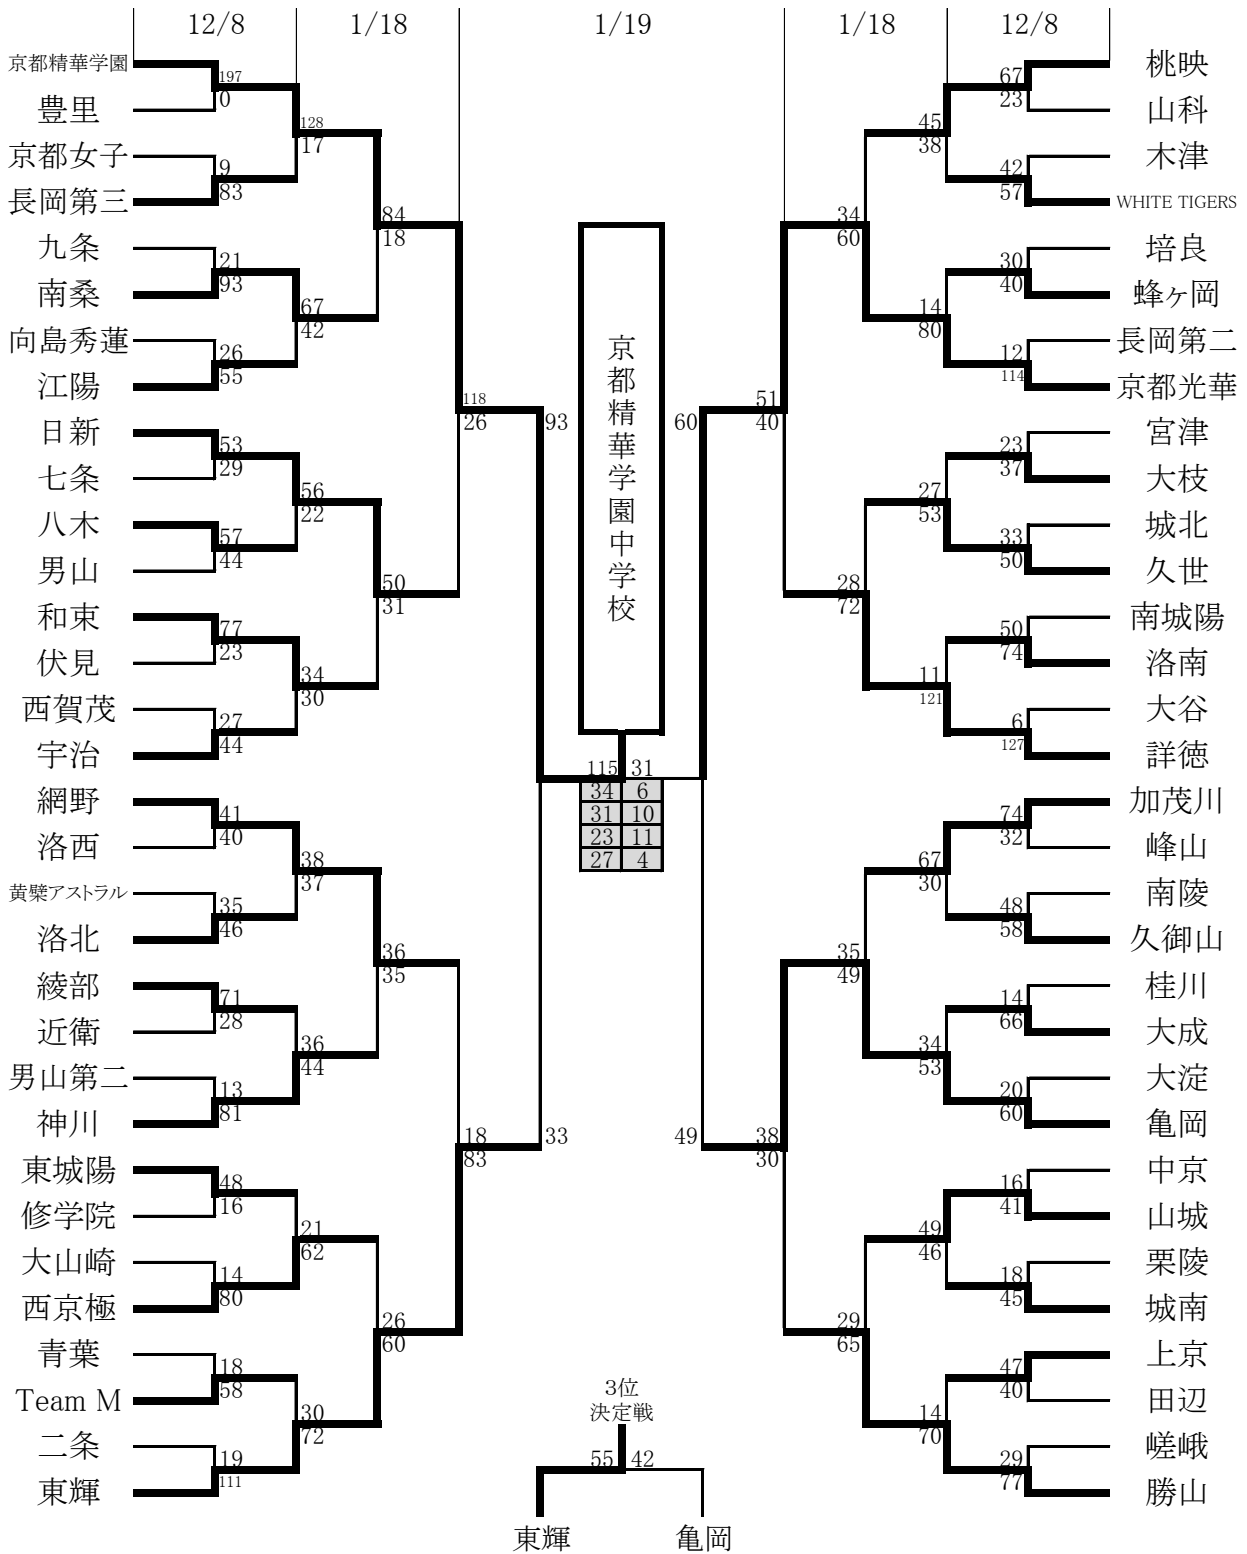 12/8 1/18 1/19 1/18 12/8
京都精華学園 197 67 桃映
豊里 0 23 山科
128 17 45 38
京都女子 9 42 木津
長岡第三 83 57 WHITE TIGERS
84 18 34 60
九条 21 30 培良
南桑 93 40 蜂ヶ岡
67 42 14 80
向島秀蓮 26 12 長岡第二
江陽 55 114 京都光華
118 26 93 60 51 40
京都精華学園中学校
日新 53 23 宮津
七条 29 37 大枝
56 22 27 53
八木 57 33 城北
男山 44 50 久世
50 31 28 72
和束 77 50 南城陽
伏見 23 74 洛南
34 30 11 121
西賀茂 27 6 大谷
宇治 44 127 詳徳
115 31
34 6
31 10
23 11
27 4
網野 41 74 加茂川
洛西 40 32 峰山
38 37 67 30
黄檗アストラル 35 48 南陵
洛北 46 58 久御山
36 35 35 49
綾部 71 14 桂川
近衛 28 66 大成
36 44 34 53
男山第二 13 20 大淀
神川 81 60 亀岡
18 83 33 49 38 30
東城陽 48 16 中京
修学院 16 41 山城
21 62 49 46
大山崎 14 18 栗陵
西京極 80 45 城南
26 60 29 65
青葉 18 47 上京
Team M 58 40 田辺
30 72 14 70
二条 19 29 嵯峨
東輝 111 77 勝山
3位
決定戦
55 42
東輝 亀岡